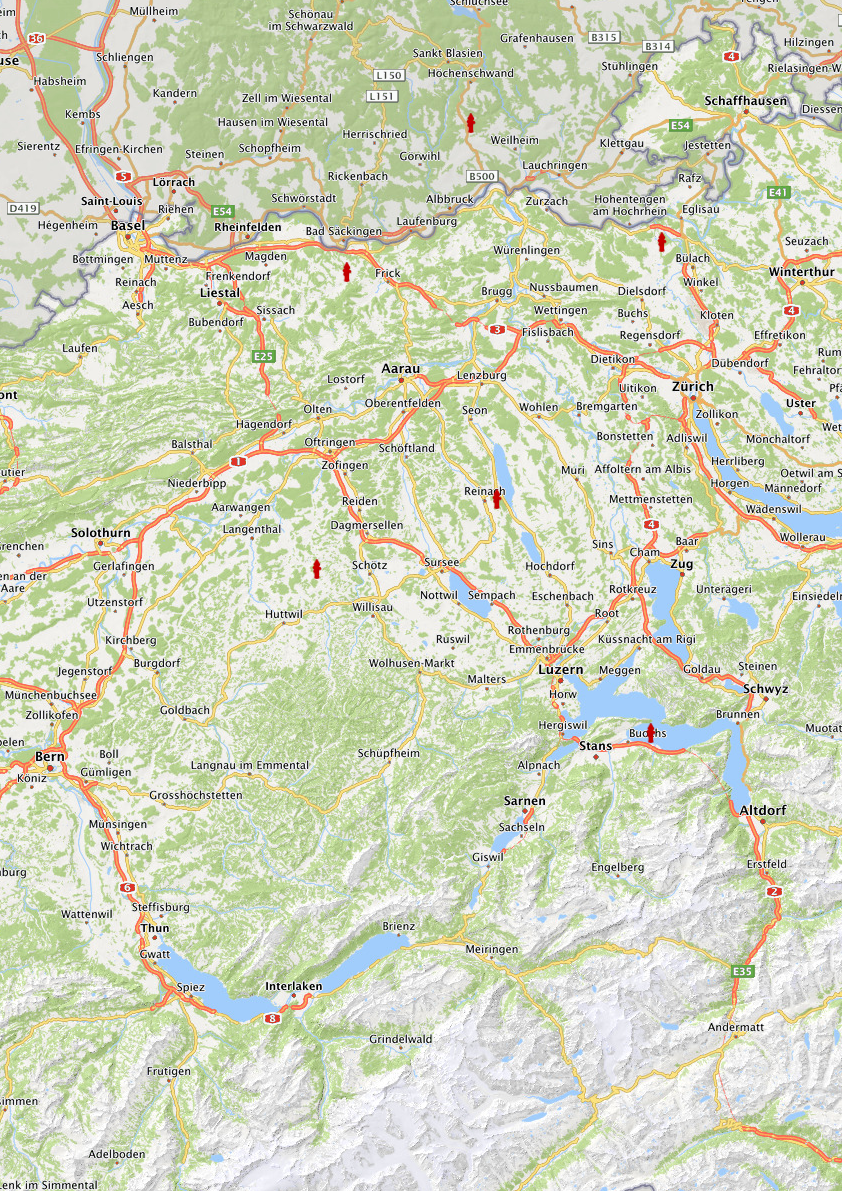 Müllheim
Schönau
im Schwarzwald
Schluchsee
Grafenhausen
B315
B314
4
Hilzingen
36
Schliengen
Sankt Blasien
Stühlingen
Rielasingen-W
use
Habsheim
L150
Höchenschwand
Kandern
Zell im Wiesental
L151
Schaffhausen
Diessen
Kembs
Hausen im Wiesental
Herrischried
Weilheim
E54
Sierentz
Efringen-Kirchen
Steinen
Schopfheim
Görwihl
Klettgau
Jestetten
5
Lörrach
Rickenbach
B500
Lauchringen
Rafz
E41
D419
Saint-Louis
Riehen
E54
Schwörstadt
Albbruck
Zurzach
Hohentengen
am Hochrhein
Eglisau
Hégenheim
Basel
Rheinfelden
Bad Säckingen
Laufenburg
Seuzach
Bottmingen
Muttenz
Magden
Würenlingen
Bülach
Winterthur
Reinach
Frenkendorf
Frick
Winkel
Aesch
Liestal
Sissach
Brugg
Nussbaumen
Dielsdorf
Bubendorf
Wettingen
Buchs
Kloten
4
3
Fislisbach
Regensdorf
Effretikon
Laufen
E25
Dietikon
Dübendorf
Rum
Aarau
Lenzburg
Fehraltor
ont
Lostorf
Uitikon
Zürich
Pfä
Olten
Oberentfelden
Seon
Wohlen
Bremgarten
Zollikon
Uster
Wet
Hägendorf
Bonstetten
Adliswil
Mönchaltorf
Balsthal
Oftringen
Schöftland
utier
1
Zofingen
Muri
Affoltern am Albis
Herrliberg
Oetwil am S
Niederbipp
Reinach
Horgen
Männedorf
Aarwangen
Reiden
Mettmenstetten
Wädenswil
Solothurn
Langenthal
Dagmersellen
4
Wollerau
renchen
Sins
Baar
Gerlafingen
Schötz
Sursee
Hochdorf
Cham
Zug
en an der
Aare
Utzenstorf
Nottwil
Sempach
Eschenbach
Rotkreuz
Unterägeri
Einsiedeln
Huttwil
Willisau
Root
Kirchberg
Ruswil
Rothenburg
Küssnacht am Rigi
Emmenbrücke
Jegenstorf
Burgdorf
Wolhusen-Markt
Luzern
Meggen
Goldau
Steinen
Münchenbuchsee
Malters
Schwyz
Zollikofen
Goldbach
Horw
Brunnen
Hergiswil
Buochs
Muotat
Bern
Boll
Schüpfheim
Stans
Köniz
Gümligen
Langnau im Emmental
Alpnach
Grosshöchstetten
Sarnen
Altdorf
Münsingen
Sachseln
Wichtrach
Giswil
Engelberg
Erstfeld
burg
6
2
Wattenwil
Steffisburg
Thun
Brienz
Gwatt
Meiringen
E35
Spiez
Interlaken
8
Andermatt
Grindelwald
Frutigen
Adelboden
Lenk im Simmental